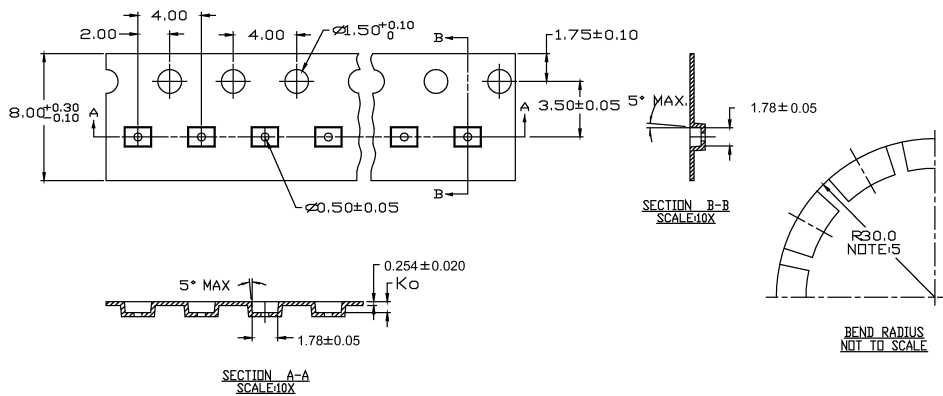 4.00
2.00
4.00
⌀1.50 +0.10 0
B
1.75±0.10
8.00 +0.30 -0.10
A
A
3.50±0.05
B
⌀0.50±0.05
5° MAX.
1.78±0.05
SECTION B-B
SCALE:10X
R30.0
NOTE:5
BEND RADIUS
NOT TO SCALE
5° MAX
0.254±0.020
Ko
1.78±0.05
SECTION A-A
SCALE:10X